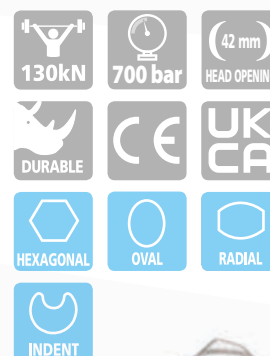 130kN
700 bar
42 mm
HEAD OPENIN
DURABLE
CE
UK
CA
HEXAGONAL
OVAL
RADIAL
INDENT